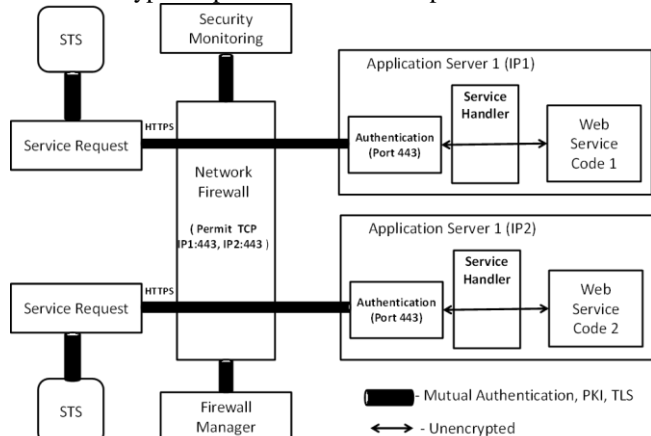 STS
Security
Monitoring
Service Request
HTTPS
Network
Firewall
( Permit TCP
IP1:443, IP2:443 )
Application Server 1 (IP1)
Authentication
(Port 443)
Service
Handler
Web
Service
Code 1
Application Server 1 (IP2)
Service Request
HTTPS
Authentication
(Port 443)
Service
Handler
Web
Service
Code 2
STS
Firewall
Manager
- Mutual Authentication, PKI, TLS
- Unencrypted